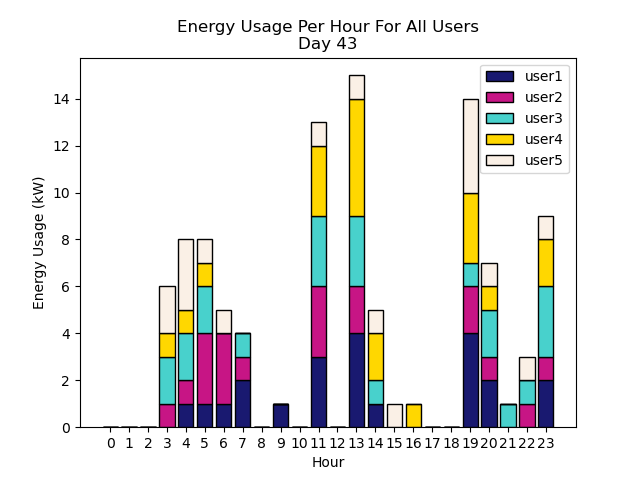 Energy Usage Per Hour For All Users
Day 43
user1
user2
user3
user4
user5
Energy Usage (kW)
14
12
10
8
6
4
2
0
0 1 2 3 4 5 6 7 8 9 10 11 12 13 14 15 16 17 18 19 20 21 22 23
Hour